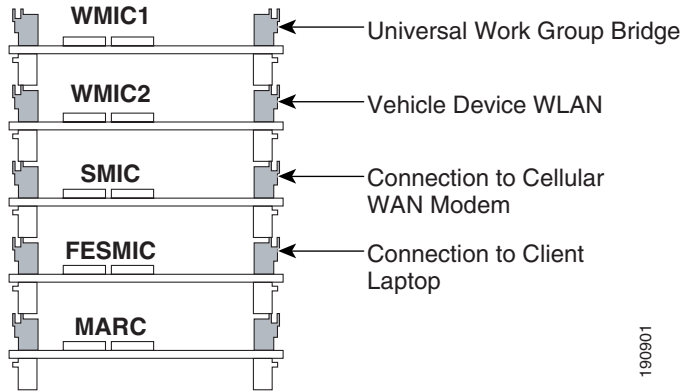 WMIC1
Universal Work Group Bridge
WMIC2
Vehicle Device WLAN
SMIC
Connection to Cellular
WAN Modem
FESMIC
Connection to Client
Laptop
MARC
190901